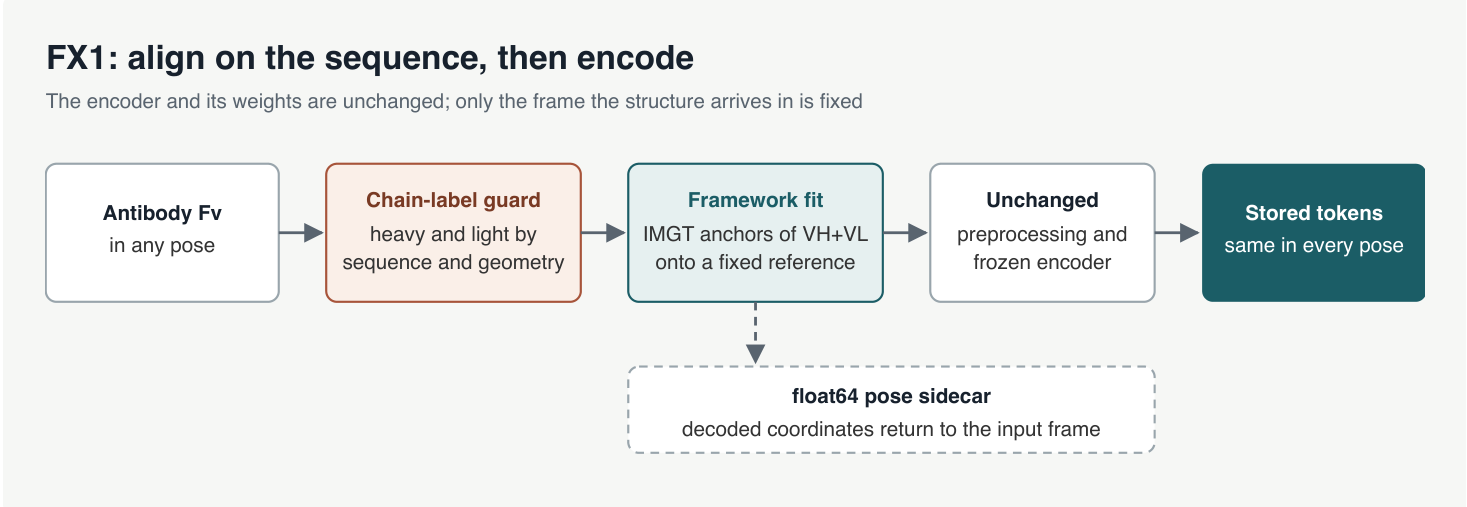 FX1: align on the sequence, then encode
The encoder and its weights are unchanged; only the frame the structure arrives in is fixed
Antibody Fv
in any pose
Chain-label guard
heavy and light by
sequence and geometry
Framework fit
IMGT anchors of VH+VL
onto a fixed reference
Unchanged
preprocessing and
frozen encoder
Stored tokens
same in every pose
float64 pose sidecar
decoded coordinates return to the input frame